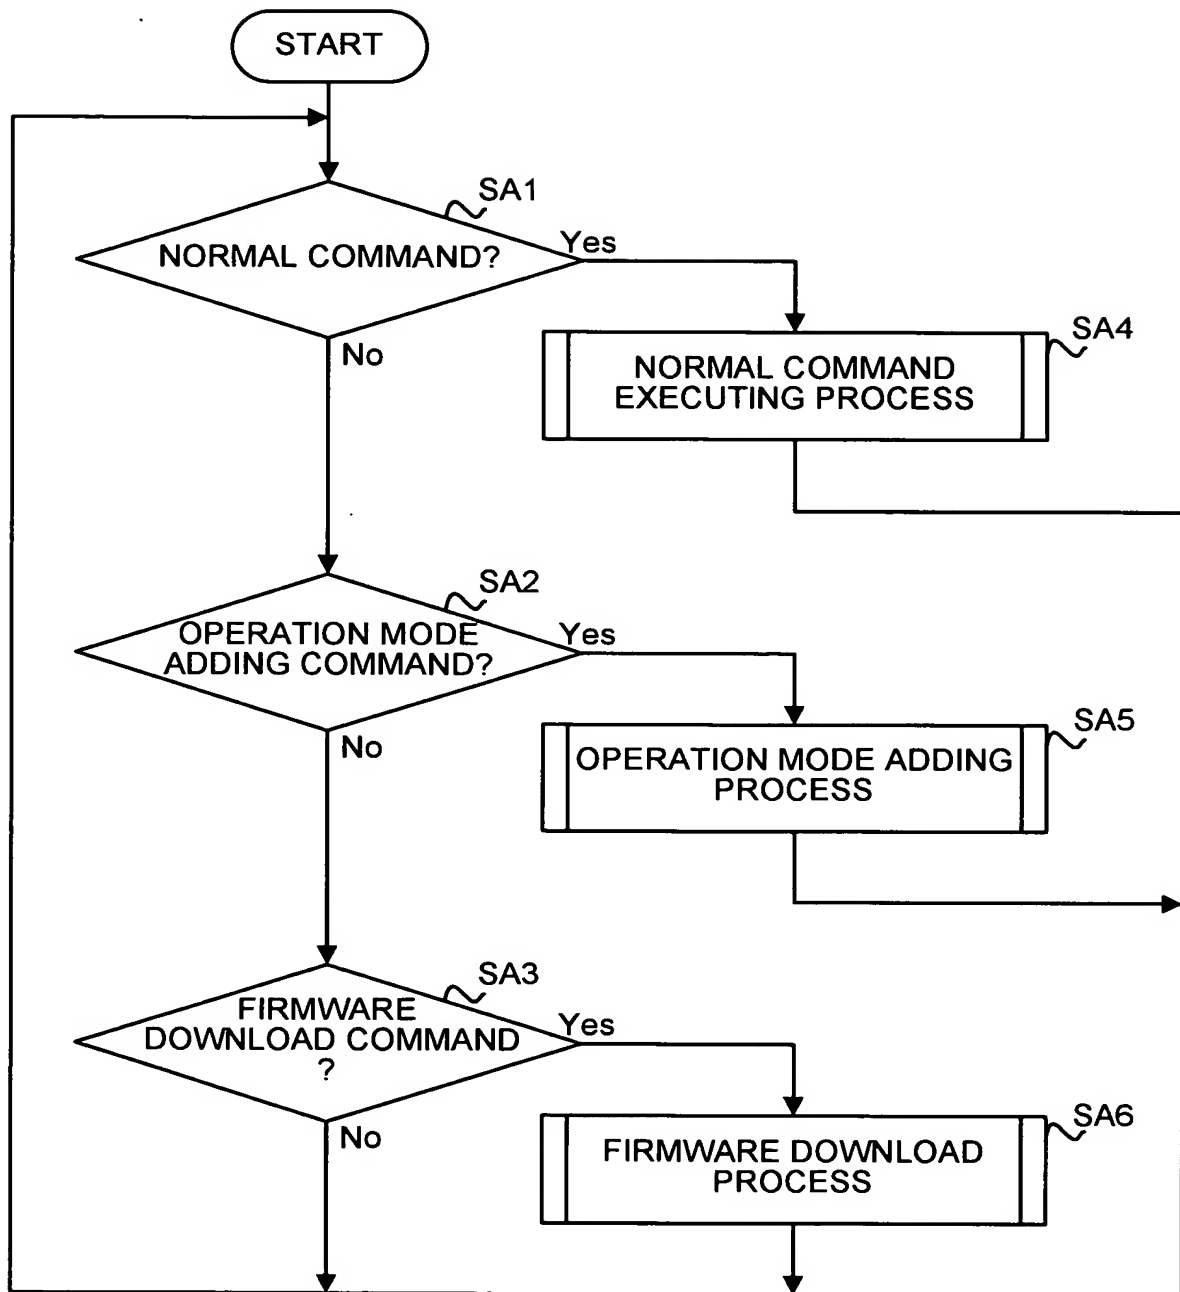 START
SA1
NORMAL COMMAND?
Yes
No
SA4
NORMAL COMMAND
EXECUTING PROCESS
SA2
OPERATION MODE
ADDING COMMAND?
Yes
No
SA5
OPERATION MODE ADDING
PROCESS
SA3
FIRMWARE
DOWNLOAD COMMAND
?
Yes
No
SA6
FIRMWARE DOWNLOAD
PROCESS